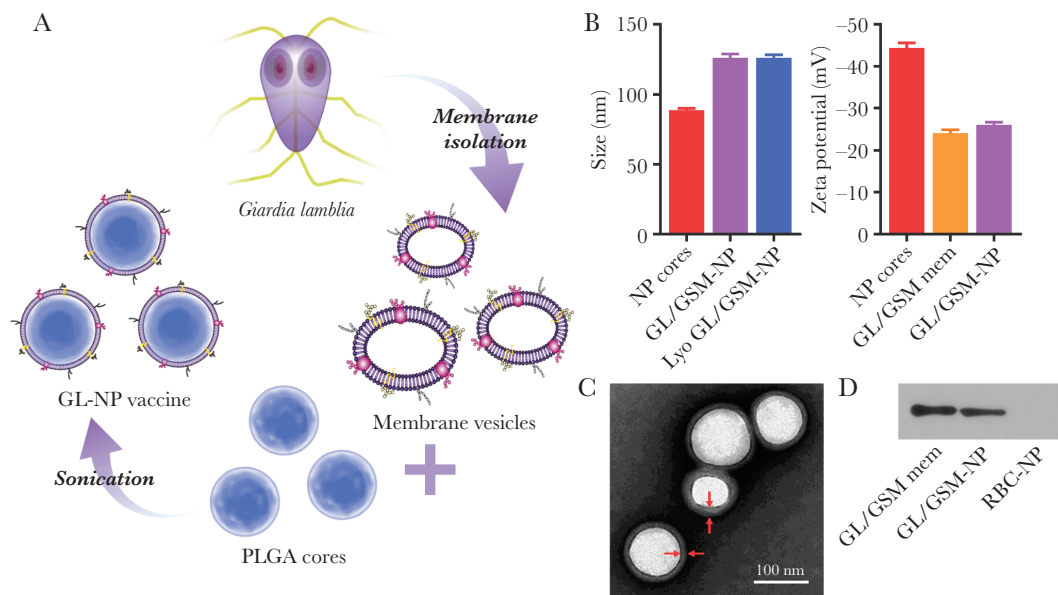 A
Giardia lamblia
Membrane
isolation
GL-NP vaccine
Membrane vesicles
Sonication
PLGA cores
B
Size (nm)
150
100
50
0
NP cores
GL/GSM-NP
Lyo GL/GSM-NP
Zeta potential (mV)
–50
–40
–30
–20
–10
0
NP cores
GL/GSM mem
GL/GSM-NP
C
100 nm
D
GL/GSM mem
GL/GSM-NP
RBC-NP